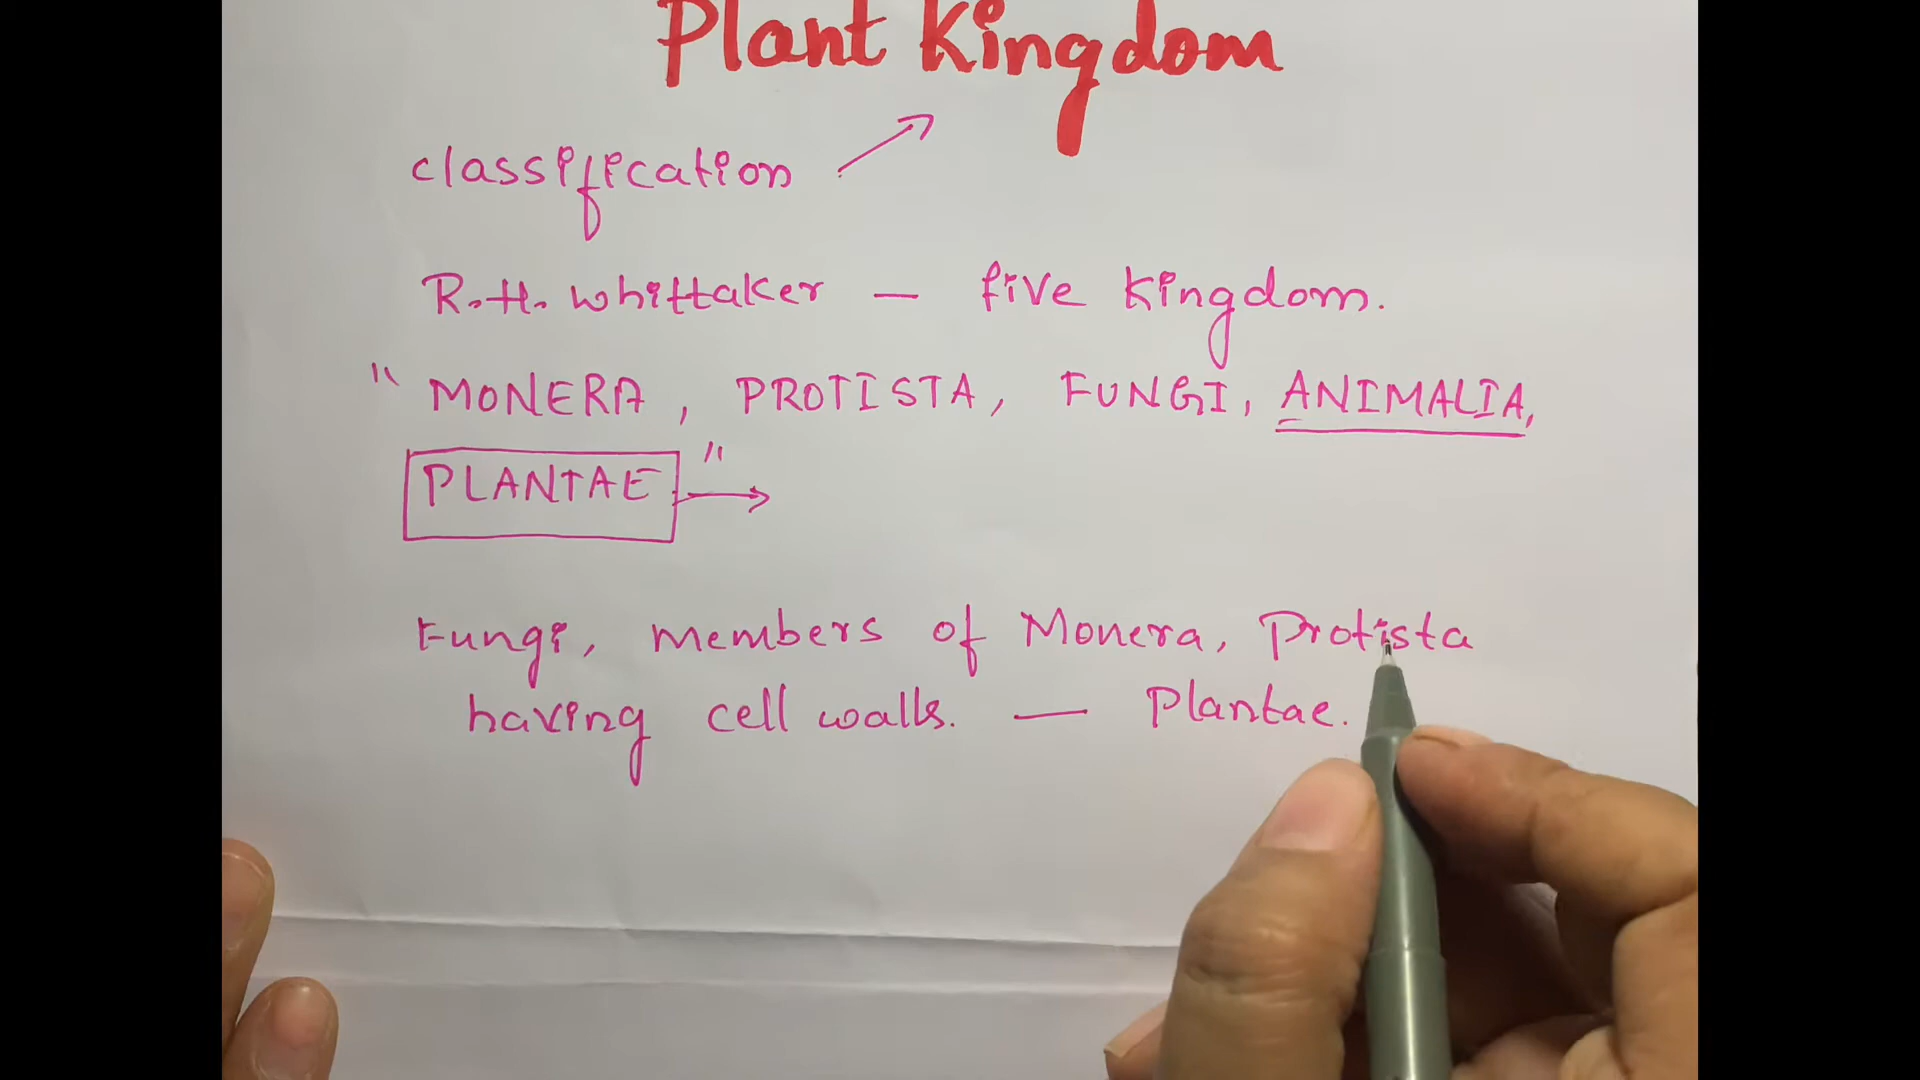 Plant Kingdom
classification
R.H. Whittaker — five kingdom.
" MONERA, PROTISTA, FUNGI, ANIMALIA,
PLANTAE " →
Fungi, members of Monera, Protista
having cell walls. — Plantae.